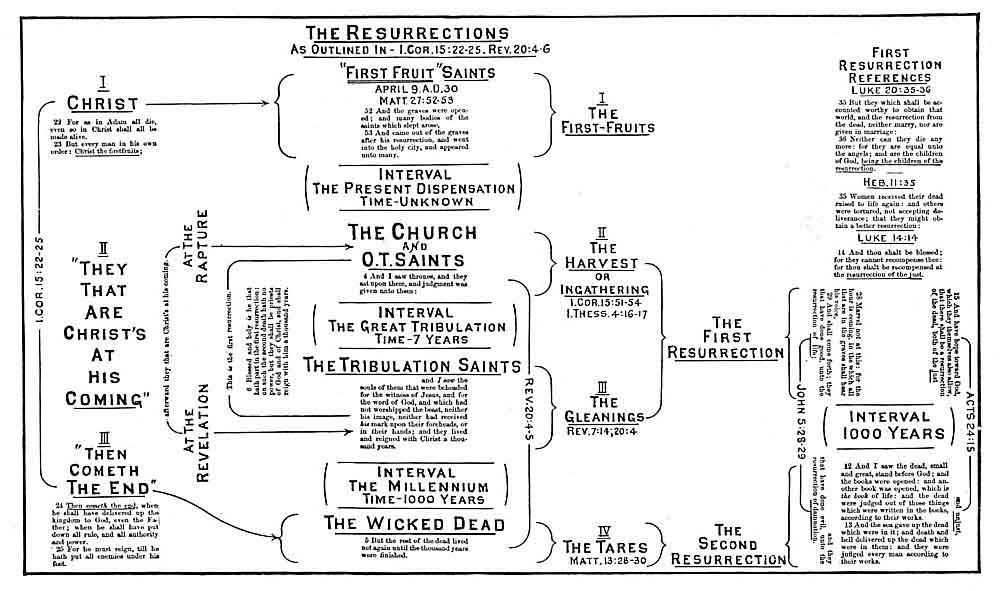 THE RESURRECTIONS
AS OUTLINED IN - I.COR.15:22-25. REV.20:4-6
I
CHRIST
22 For as in Adam all die,
even so in Christ shall all be
made alive.
23 But every man in his own
order: Christ the firstfruits;
I.COR.15:22-25
II
"THEY
THAT
ARE
CHRIST'S
AT
HIS
COMING,"
afterward they that are Christ's at his coming.
AT THE
RAPTURE
AT THE
REVELATION
III
"THEN
COMETH
THE END"
24 Then cometh the end, when
he shall have delivered up the
kingdom to God, even the Fa-
ther; when he shall have put
down all rule, and all authority
and power.
25 For he must reign, till he
hath put all enemies under his
feet.
"FIRST FRUIT" SAINTS
APRIL 9. A.D. 30
MATT. 27:52-53
52 And the graves were open-
ed; and many bodies of the
saints which slept arose,
53 And came out of the graves
after his resurrection, and went
into the holy city, and appeared
unto many.
INTERVAL
THE PRESENT DISPENSATION
TIME-UNKNOWN
THE CHURCH
AND
O.T. SAINTS
4 And I saw thrones, and they
sat upon them, and judgment was
given unto them:
This is the first resurrection.
6 Blessed and holy is he that
hath part in the first resurrection:
on such the second death hath no
power, but they shall be priests
of God and of Christ, and shall
reign with him a thousand years.
INTERVAL
THE GREAT TRIBULATION
TIME-7 YEARS
THE TRIBULATION SAINTS
and I saw the
souls of them that were beheaded
for the witness of Jesus, and for
the word of God, and which had
not worshipped the beast, neither
his image, neither had received
his mark upon their foreheads, or
in their hands; and they lived
and reigned with Christ a thou-
sand years.
INTERVAL
THE MILLENNIUM
TIME-1000 YEARS
THE WICKED DEAD
5 But the rest of the dead lived
not again until the thousand years
were finished.
REV. 20:4-5
I
THE
FIRST-FRUITS
II
THE
HARVEST
OR
INGATHERING
I.COR.15:51-54
I.THESS.4:16-17
III
THE
GLEANINGS
REV. 7:14; 20:4
IV
THE TARES
MATT. 13:28-30
THE
FIRST
RESURRECTION
THE
SECOND
RESURRECTION
FIRST
RESURRECTION
REFERENCES
LUKE 20:35-36
35 But they which shall be ac-
counted worthy to obtain that
world, and the resurrection from
the dead, neither marry, nor are
given in marriage:
36 Neither can they die any
more: for they are equal unto
the angels; and are the children
of God, being the children of the
resurrection.
HEB. 11:35
35 Women received their dead
raised to life again: and others
were tortured, not accepting de-
liverance; that they might ob-
tain a better resurrection:
LUKE 14:14
14 And thou shalt be blessed;
for they cannot recompense thee:
for thou shalt be recompensed at
the resurrection of the just.
28 Marvel not at this: for the
hour is coming, in the which all
that are in the graves shall hear
his voice,
29 And shall come forth; they
that have done good, unto the
resurrection of life;
JOHN 5:28-29
and they
that have done evil, unto the
resurrection of damnation.
15 And have hope toward God,
which they themselves also allow,
that there shall be a resurrection
of the dead, both of the just
ACTS 24:15
and unjust.
INTERVAL
1000 YEARS
12 And I saw the dead, small
and great, stand before God; and
the books were opened: and an-
other book was opened, which is
the book of life: and the dead
were judged out of those things
which were written in the books,
according to their works.
13 And the sea gave up the dead
which were in it; and death and
hell delivered up the dead which
were in them: and they were
judged every man according to
their works.